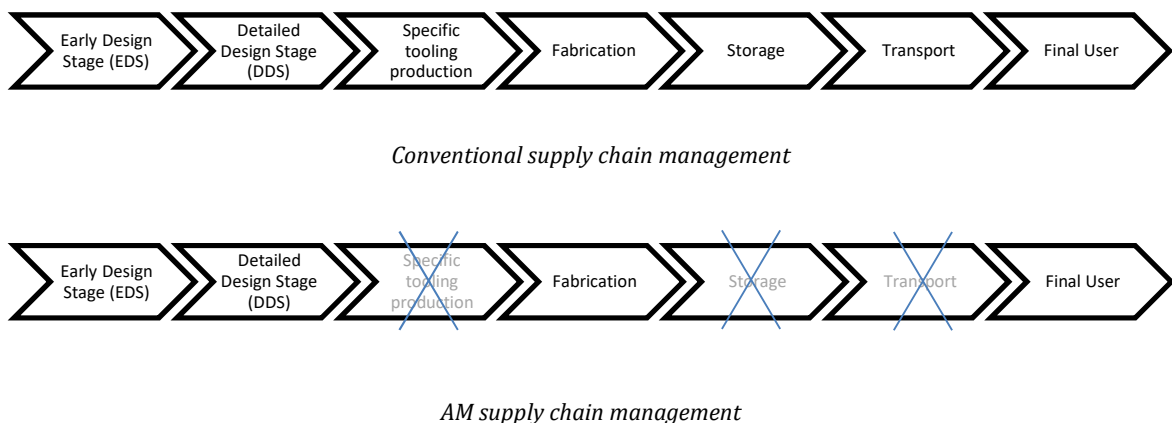 Early Design
Stage (EDS)
Detailed
Design Stage
(DDS)
Specific
tooling
production
Fabrication
Storage
Transport
Final User
Conventional supply chain management
Early Design
Stage (EDS)
Detailed
Design Stage
(DDS)
Specific
tooling
production
Fabrication
Storage
Transport
Final User
AM supply chain management